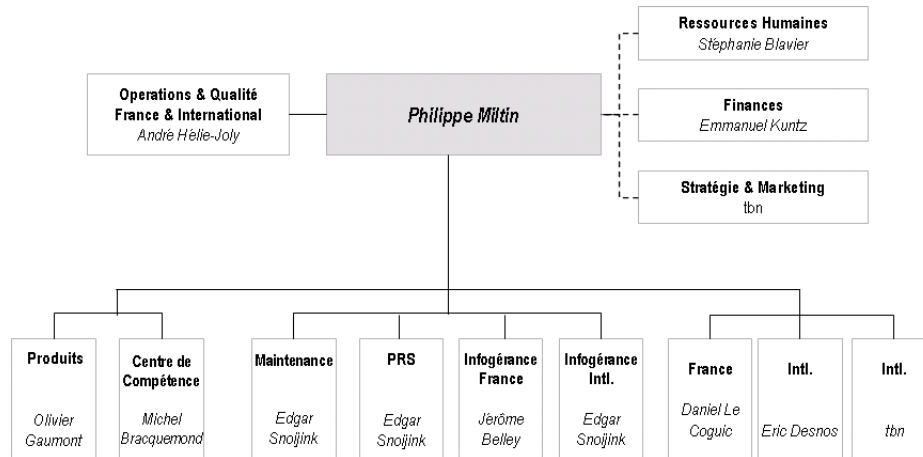 Ressources Humaines
Stéphanie Blavier
Operations & Qualité
France & International
André Hélie-Joly
Philippe Miltin
Finances
Emmanuel Kuntz
Stratégie & Marketing
tbn
Produits
Olivier
Gaumont
Centre de
Compétence
Michel
Bracquemond
Maintenance
Edgar
Snoijink
PRS
Edgar
Snoijink
Infogérance
France
Jérôme
Belley
Infogérance
Intl.
Edgar
Snoijink
France
Daniel Le
Coguic
Intl.
Eric Desnos
Intl.
tbn